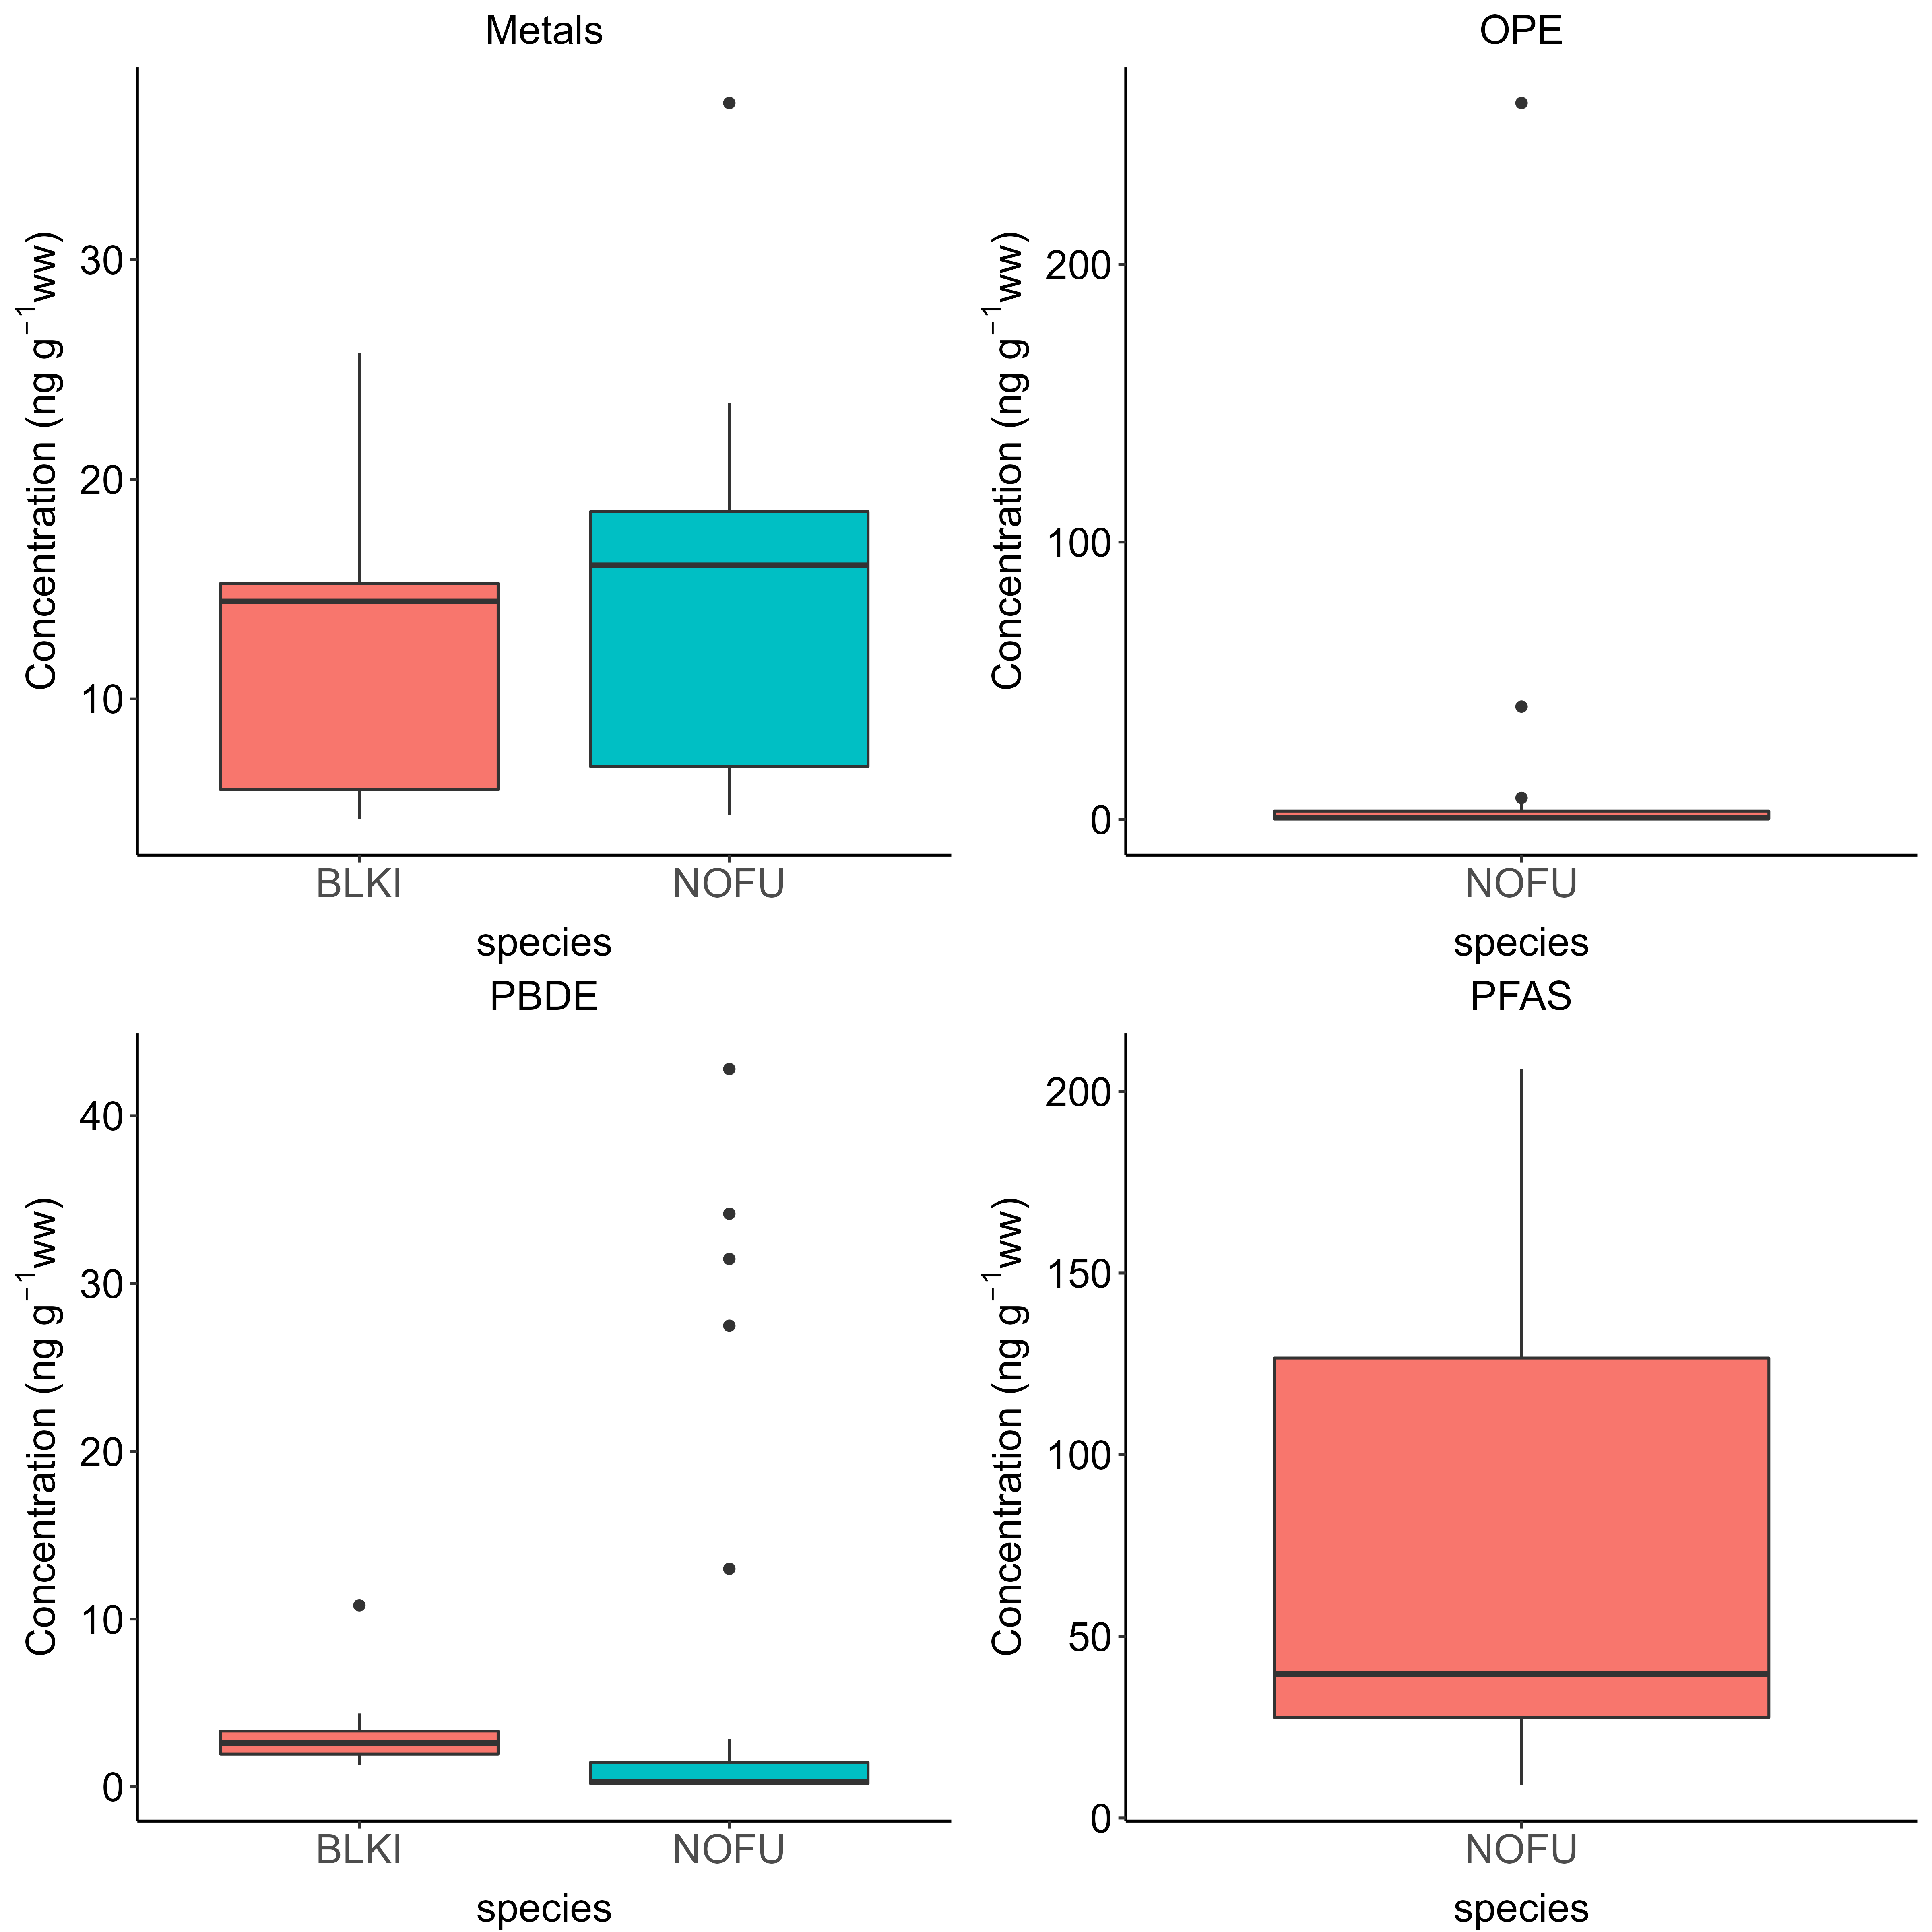 Metals
Concentration (ng g⁻¹ww)
30
20
10
BLKI
NOFU
species
OPE
Concentration (ng g⁻¹ww)
200
100
0
NOFU
species
PBDE
Concentration (ng g⁻¹ww)
40
30
20
10
0
BLKI
NOFU
species
PFAS
Concentration (ng g⁻¹ww)
200
150
100
50
0
NOFU
species